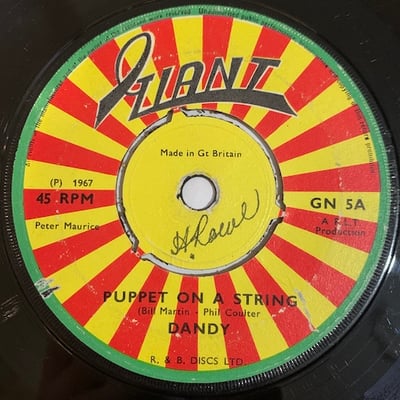 GIANT
Made in Gt Britain
(P) 1967
45 RPM
GN 5A
Peter Maurice
Production
PUPPET ON A STRING
(Bill Martin - Phil Coulter)
DANDY
R. & B. DISCS LTD.